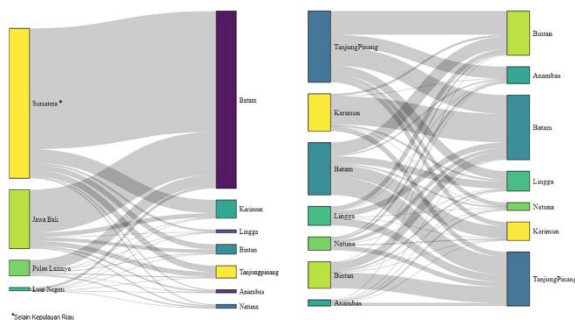 Sumatera *
Jawa Bali
Pulau Lainnya
Luar Negeri
Batam
Karimun
Lingga
Bintan
Tanjungpinang
Anambas
Natuna
*Selain Kepulauan Riau
TanjungPinang
Karimun
Batam
Lingga
Natuna
Bintan
Anambas
Bintan
Anambas
Batam
Lingga
Natuna
Karimun
TanjungPinang